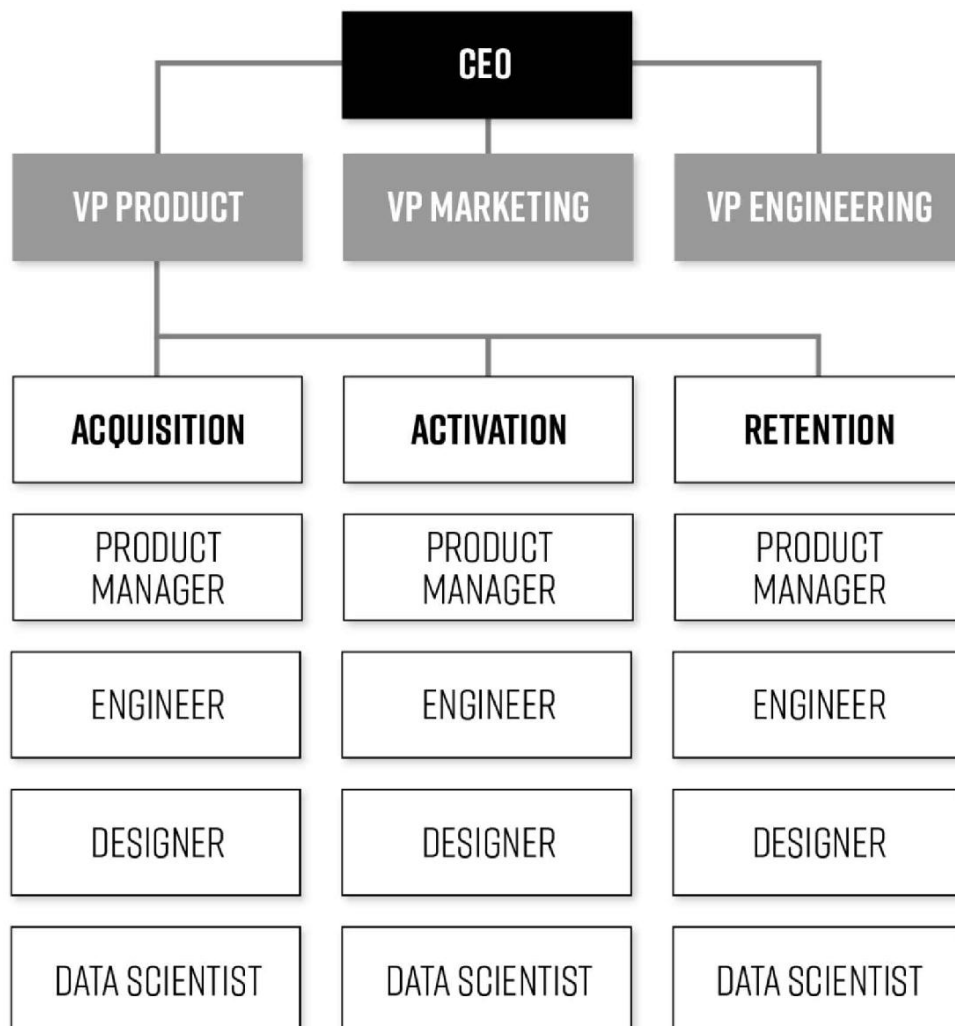 CEO
VP PRODUCT
VP MARKETING
VP ENGINEERING
ACQUISITION
ACTIVATION
RETENTION
PRODUCT
MANAGER
PRODUCT
MANAGER
PRODUCT
MANAGER
ENGINEER
ENGINEER
ENGINEER
DESIGNER
DESIGNER
DESIGNER
DATA SCIENTIST
DATA SCIENTIST
DATA SCIENTIST